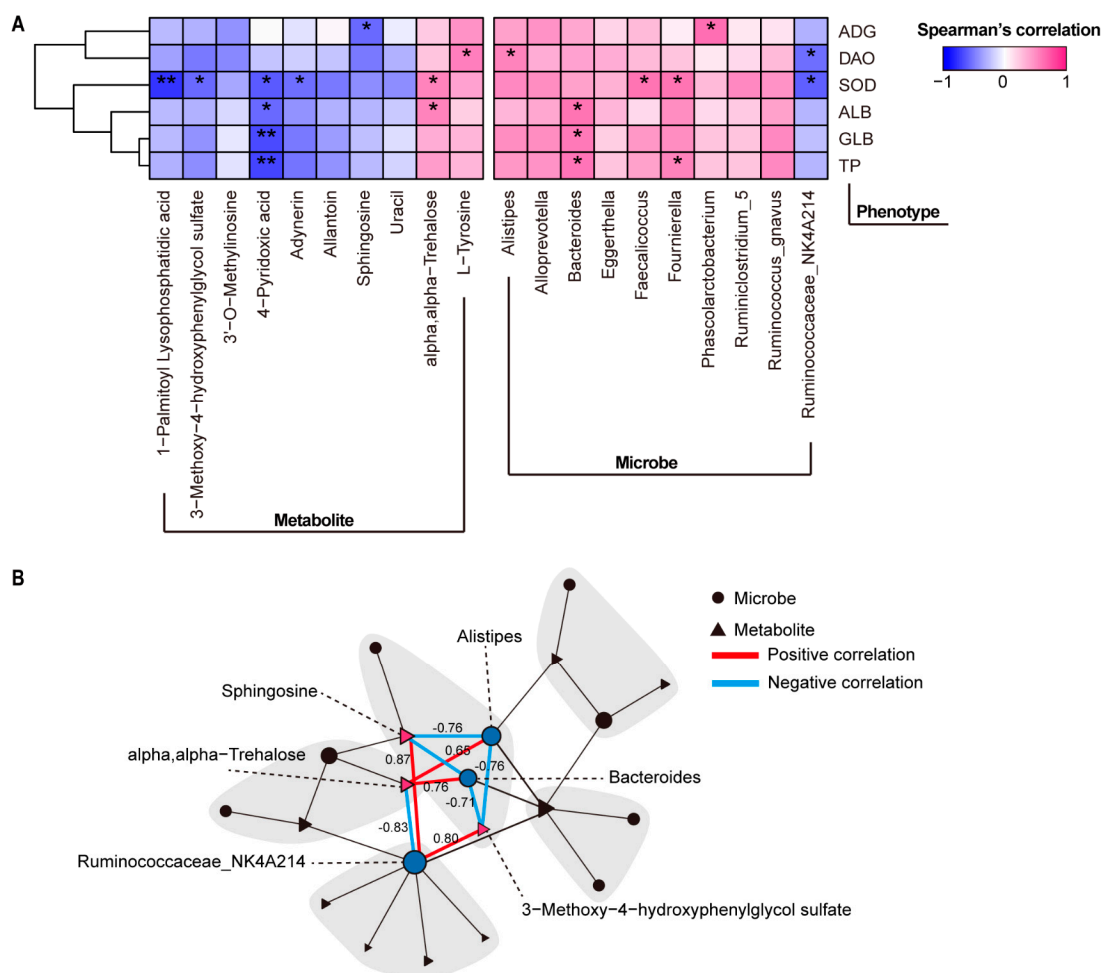 A
Spearman's correlation
−1 0 1
* * ADG
* * * DAO
** * * * * * * * SOD
* * * ALB
** * GLB
** * * TP
Phenotype
1−Palmitoyl Lysophosphatidic acid
3−Methoxy−4−hydroxyphenylglycol sulfate
3'−O−Methylinosine
4−Pyridoxic acid
Adynerin
Allantoin
Sphingosine
Uracil
alpha,alpha−Trehalose
L−Tyrosine
Alistipes
Alloprevotella
Bacteroides
Eggerthella
Faecalicoccus
Fournierella
Phascolarctobacterium
Ruminiclostridium_5
Ruminococcus_gnavus
Ruminococcaceae_NK4A214
Metabolite
Microbe
B
Microbe
Metabolite
Positive correlation
Negative correlation
Alistipes
Sphingosine
alpha,alpha-Trehalose
Bacteroides
Ruminococcaceae_NK4A214
3−Methoxy−4−hydroxyphenylglycol sulfate
-0.76
0.65
0.87
-0.76
0.76
-0.71
-0.83
0.80